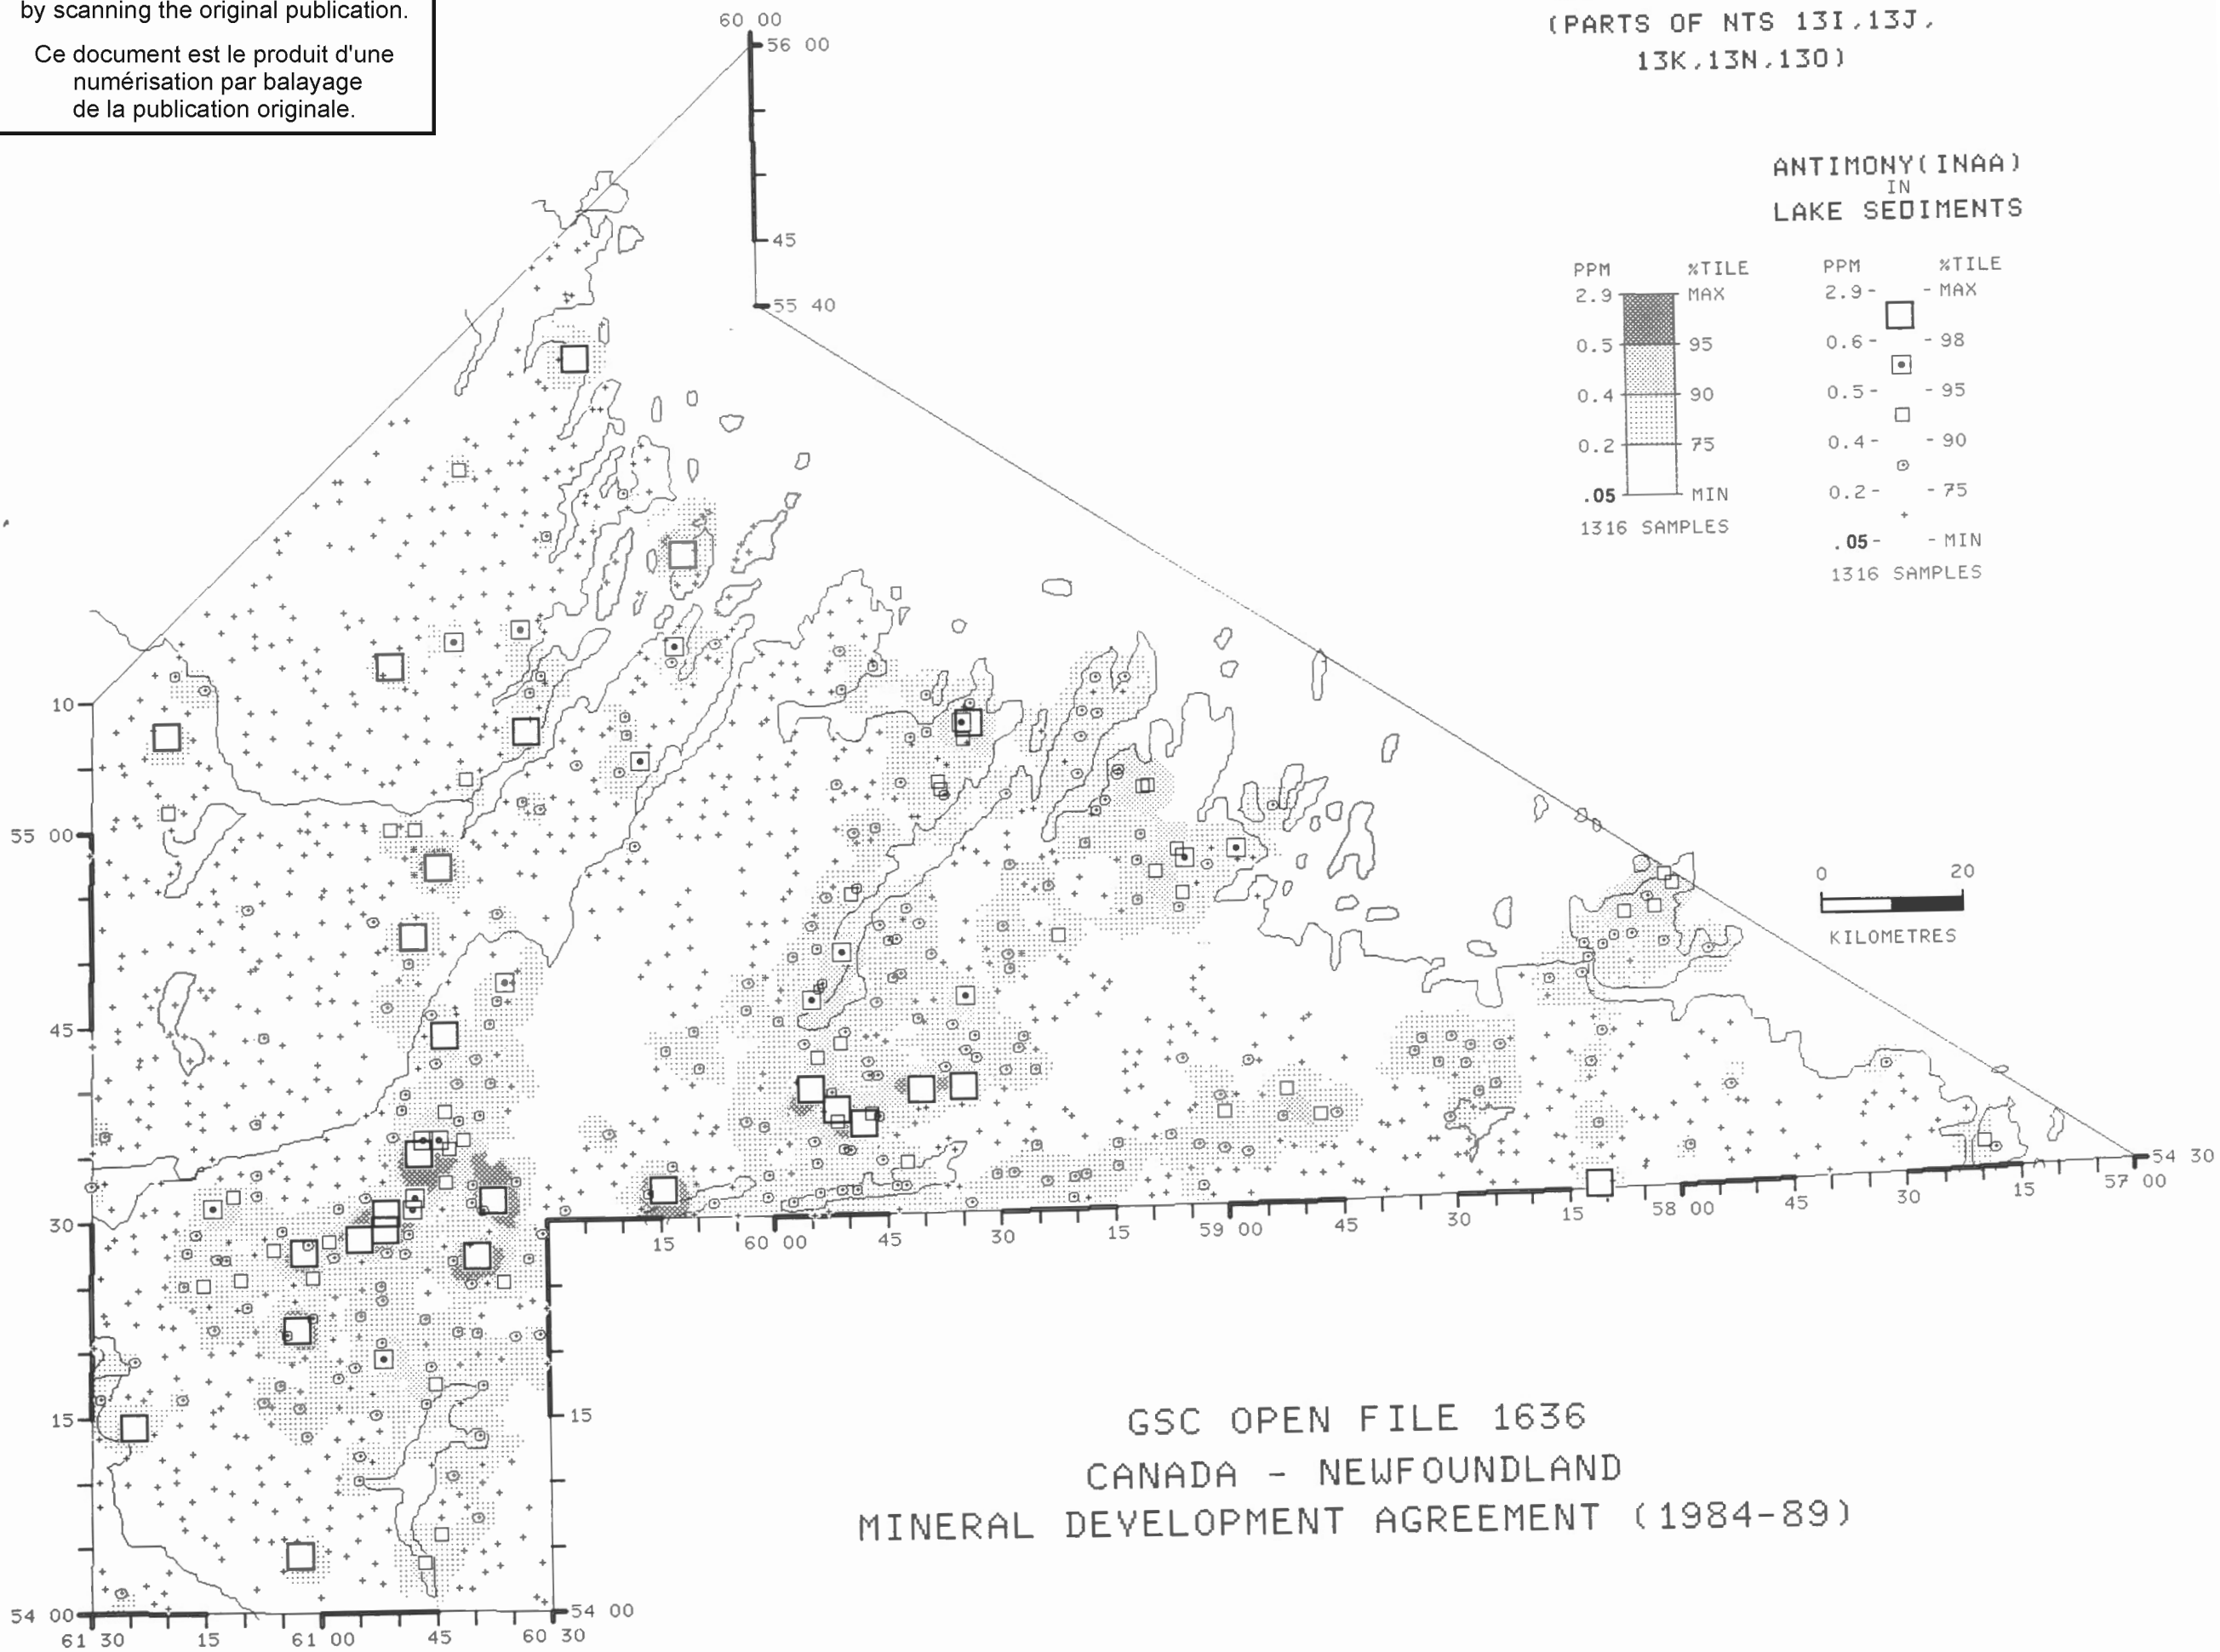 by scanning the original publication.
Ce document est le produit d'une
numérisation par balayage
de la publication originale.
60 00
56 00
45
55 40
(PARTS OF NTS 13I,13J,
13K,13N,13O)
ANTIMONY(INAA)
IN
LAKE SEDIMENTS
PPM %TILE
2.9 MAX
0.5 95
0.4 90
0.2 75
.05 MIN
1316 SAMPLES
PPM %TILE
2.9- -MAX
0.6- -98
0.5- -95
0.4- -90
0.2- -75
.05- -MIN
1316 SAMPLES
10
55 00
45
30
15
54 00
0 20
KILOMETRES
54 30
57 00
15
30
45
58 00
15
30
45
59 00
15
30
45
60 00
15
15
54 00
61 30 15 61 00 45 60 30
GSC OPEN FILE 1636
CANADA - NEWFOUNDLAND
MINERAL DEVELOPMENT AGREEMENT (1984-89)